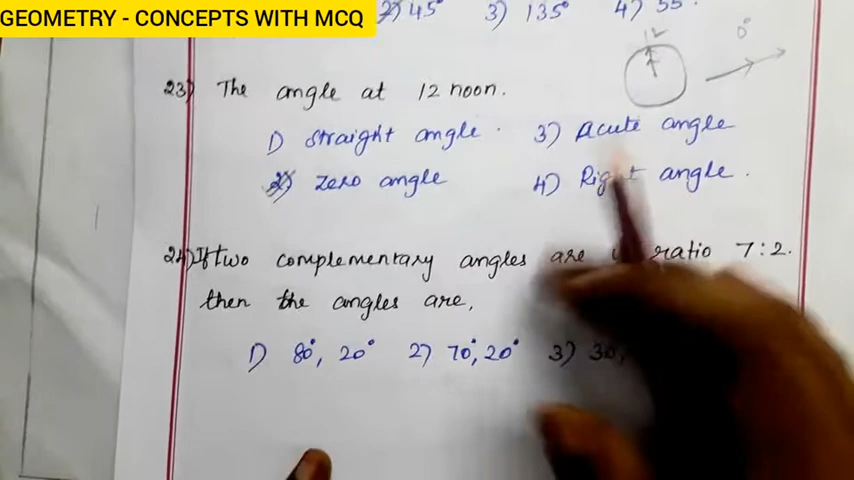 GEOMETRY - CONCEPTS WITH MCQ
2) 45° 3) 135° 4) 55°
12 0°
23) The angle at 12 noon.
1) straight angle. 3) Acute angle
2) zero angle 4) Right angle.
24) If two complementary angles are ratio 7:2.
then the angles are,
1) 80°, 20° 2) 70°, 20° 3) 30,